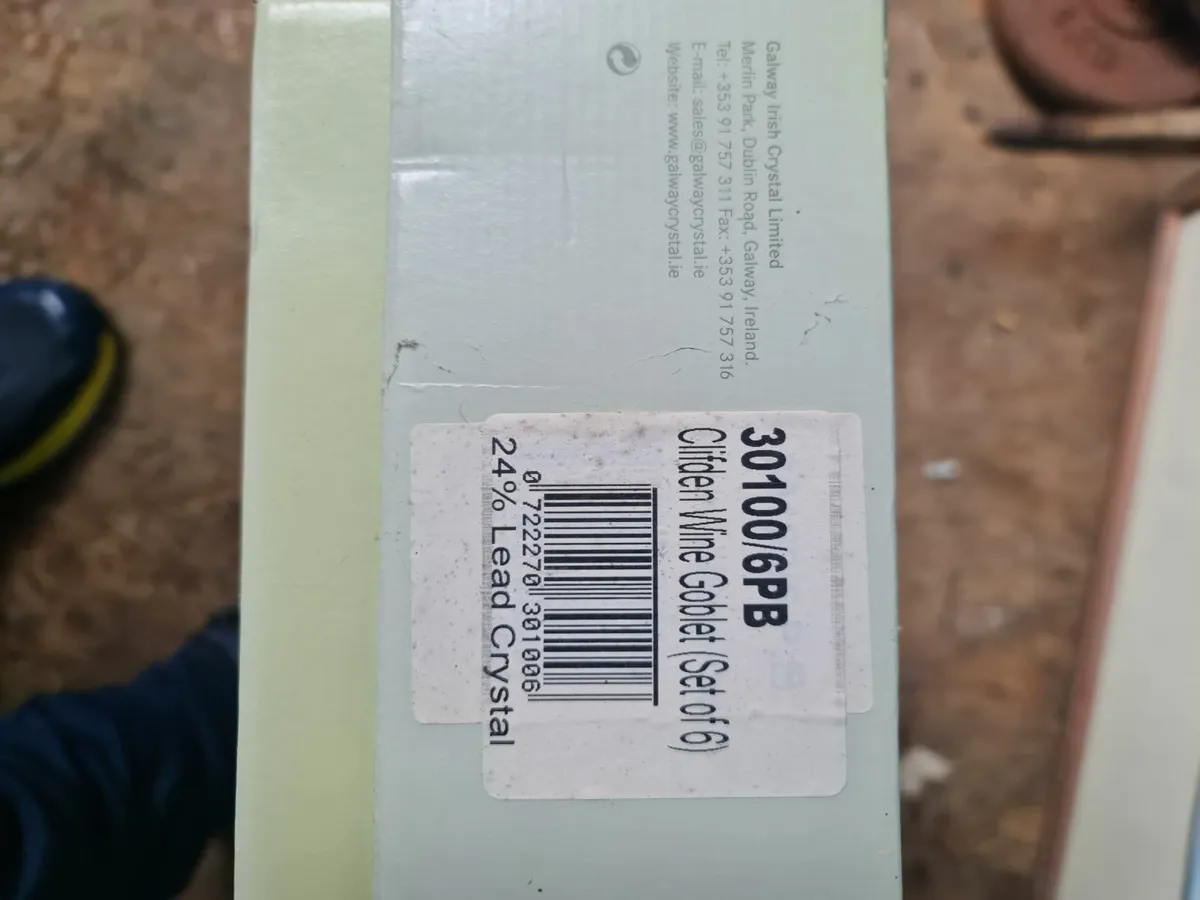 Galway Irish Crystal Limited
Merlin Park, Dublin Road, Galway, Ireland.
Tel: +353 91 757 311 Fax: +353 91 757 316
E-mail: sales@galwaycrystal.ie
Website: www.galwaycrystal.ie
30100/6PB
Clifden Wine Goblet (Set of 6)
0 722270 301006
24% Lead Crystal